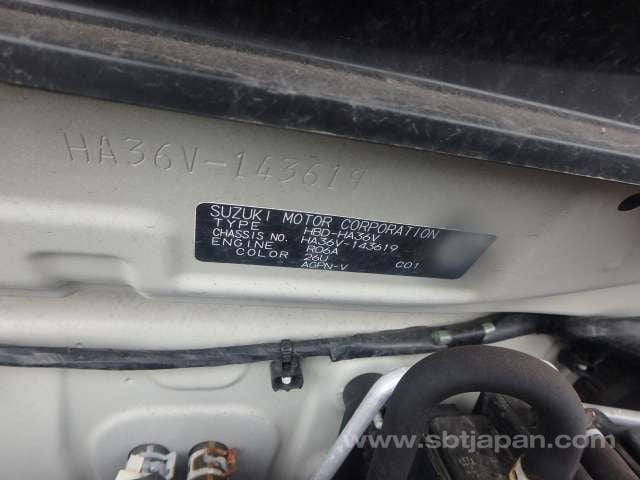 HA36V-143619
SUZUKI MOTOR CORPORATION
TYPE HBD-HA36V
CHASSIS NO. HA36V-143619
ENGINE R06A
COLOR 26U
AGPN-V C01
www.sbtjapan.com